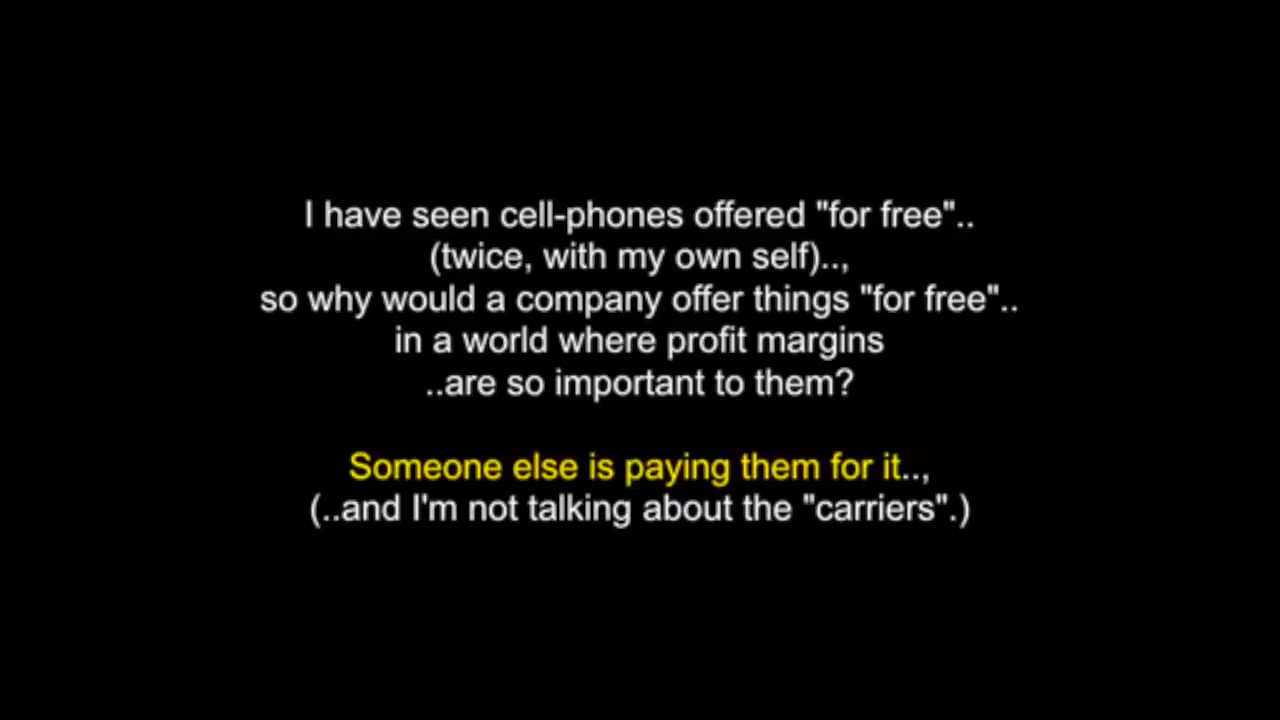 I have seen cell-phones offered "for free"..
(twice, with my own self)..,
so why would a company offer things "for free"..
in a world where profit margins
..are so important to them?
Someone else is paying them for it..,
(..and I'm not talking about the "carriers".)